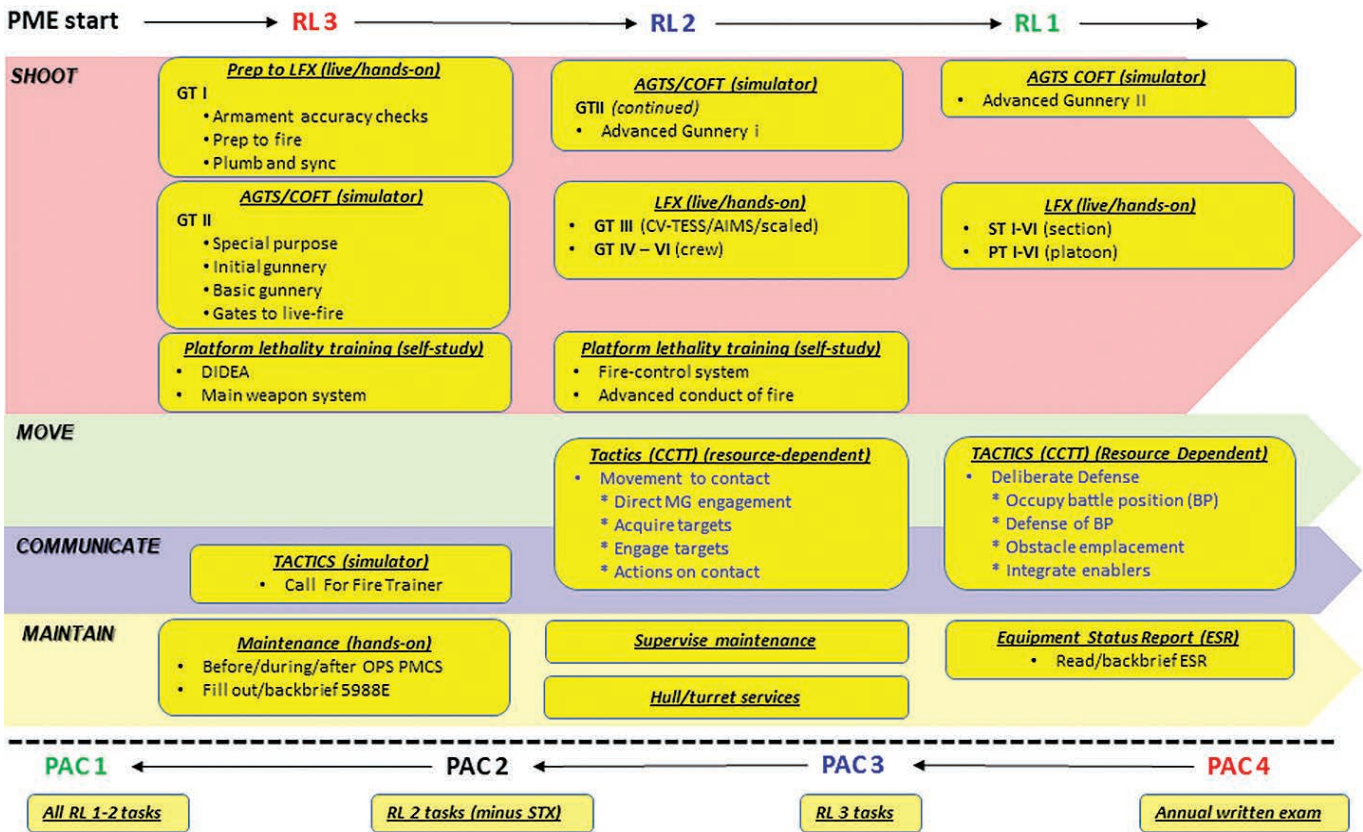 PME start RL 3 RL 2 RL 1
SHOOT
Prep to LFX (live/hands-on)
GT I
• Armament accuracy checks
• Prep to fire
• Plumb and sync
AGTS/COFT (simulator)
GTII (continued)
• Advanced Gunnery i
AGTS COFT (simulator)
• Advanced Gunnery II
AGTS/COFT (simulator)
GT II
• Special purpose
• Initial gunnery
• Basic gunnery
• Gates to live-fire
LFX (live/hands-on)
• GT III (CV-TESS/AIMS/scaled)
• GT IV – VI (crew)
LFX (live/hands-on)
• ST I-VI (section)
• PT I-VI (platoon)
Platform lethality training (self-study)
• DIDEA
• Main weapon system
Platform lethality training (self-study)
• Fire-control system
• Advanced conduct of fire
MOVE
Tactics (CCTT) (resource-dependent)
• Movement to contact
* Direct MG engagement
* Acquire targets
* Engage targets
* Actions on contact
TACTICS (CCTT) (Resource Dependent)
• Deliberate Defense
* Occupy battle position (BP)
* Defense of BP
* Obstacle emplacement
* Integrate enablers
COMMUNICATE
TACTICS (simulator)
• Call For Fire Trainer
MAINTAIN
Maintenance (hands-on)
• Before/during/after OPS PMCS
• Fill out/backbrief 5988E
Supervise maintenance
Hull/turret services
Equipment Status Report (ESR)
• Read/backbrief ESR
PAC 1 PAC 2 PAC 3 PAC 4
All RL 1-2 tasks RL 2 tasks (minus STX) RL 3 tasks Annual written exam